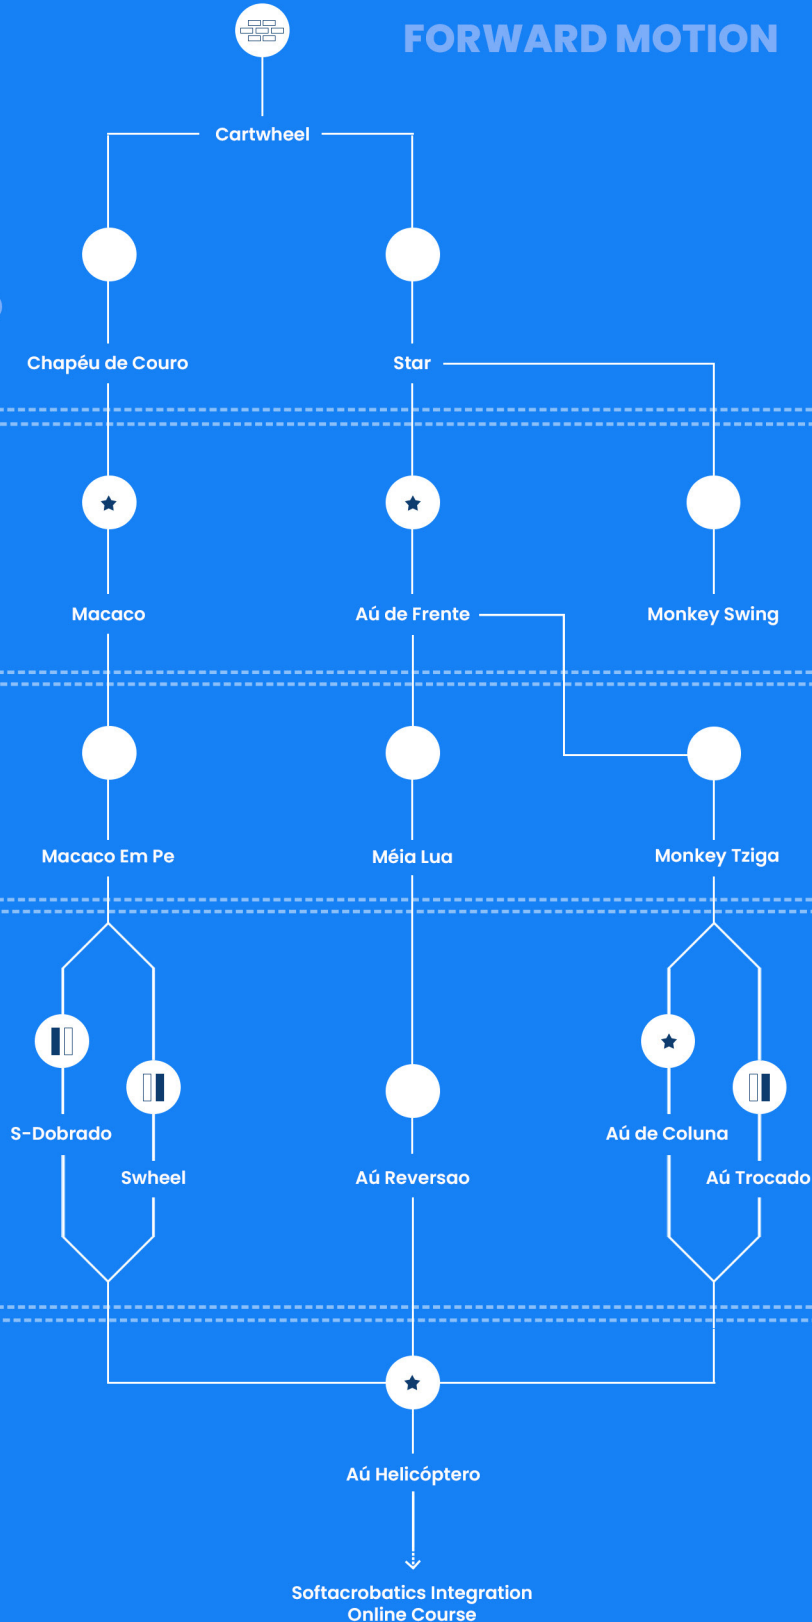 FORWARD MOTION
Cartwheel
Chapéu de Couro
Star
Macaco
Aú de Frente
Monkey Swing
Macaco Em Pe
Méia Lua
Monkey Tziga
S-Dobrado
Aú de Coluna
Swheel
Aú Reversao
Aú Trocado
Aú Helicóptero
Softacrobatics Integration
Online Course